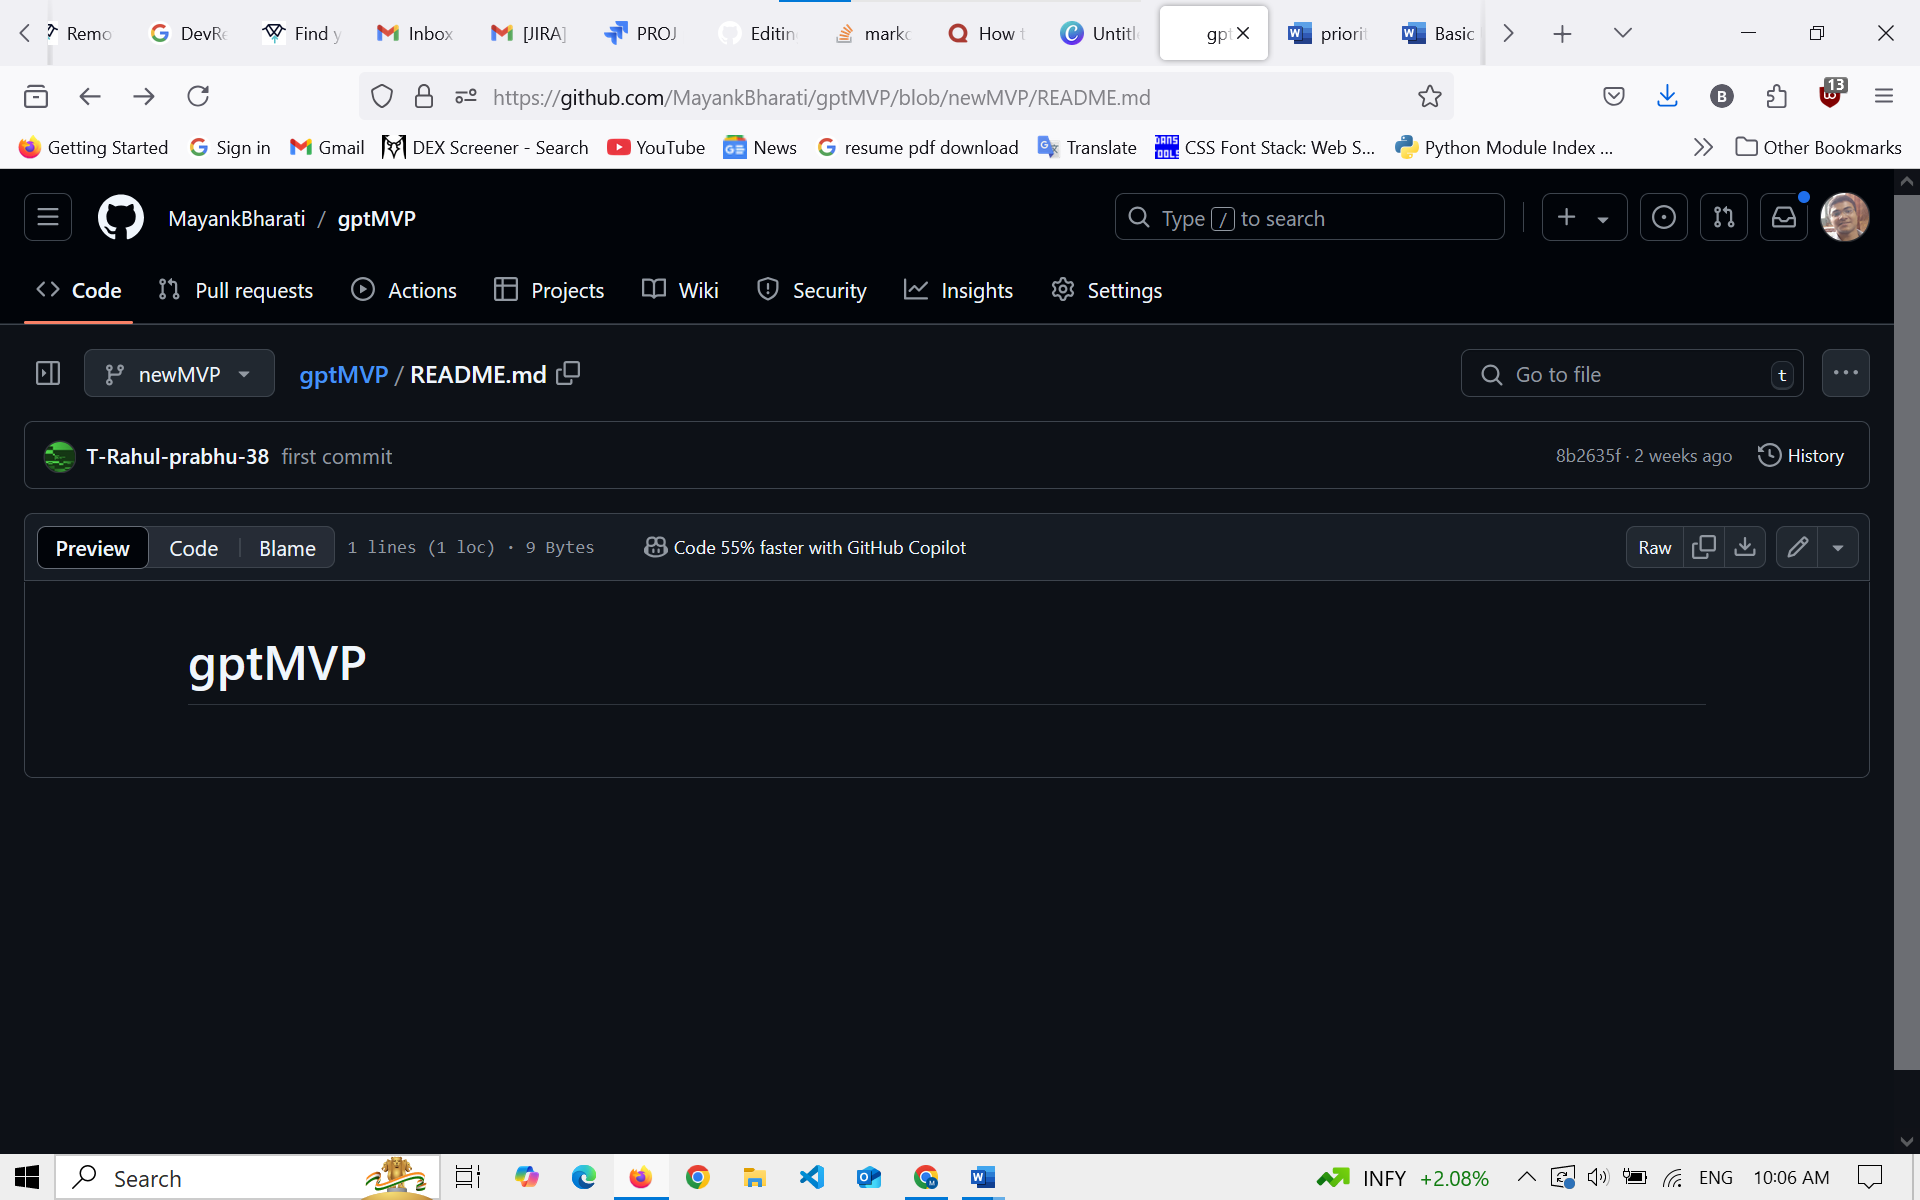 Remo DevRe Find y Inbox [JIRA] PROJ Editin markd How t Untitl gpt priorit Basic
https://github.com/MayankBharati/gptMVP/blob/newMVP/README.md B 13
Getting Started Sign in Gmail DEX Screener - Search YouTube News resume pdf download Translate CSS Font Stack: Web S... Python Module Index ... Other Bookmarks
MayankBharati / gptMVP Type / to search
Code Pull requests Actions Projects Wiki Security Insights Settings
newMVP gptMVP / README.md Go to file t
T-Rahul-prabhu-38 first commit 8b2635f · 2 weeks ago History
Preview Code Blame 1 lines (1 loc) · 9 Bytes Code 55% faster with GitHub Copilot Raw
gptMVP
Search INFY +2.08% ENG 10:06 AM